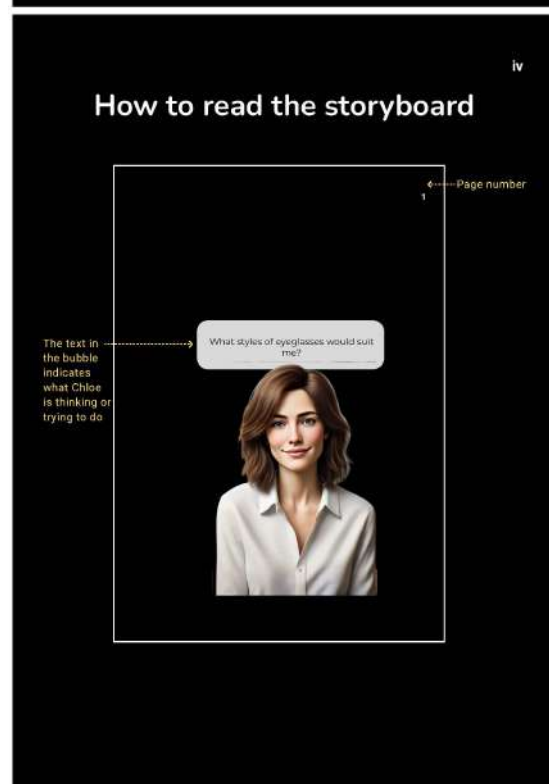 iv
How to read the storyboard
Page number
1
What styles of eyeglasses would suit
me?
The text in
the bubble
indicates
what Chloe
is thinking or
trying to do